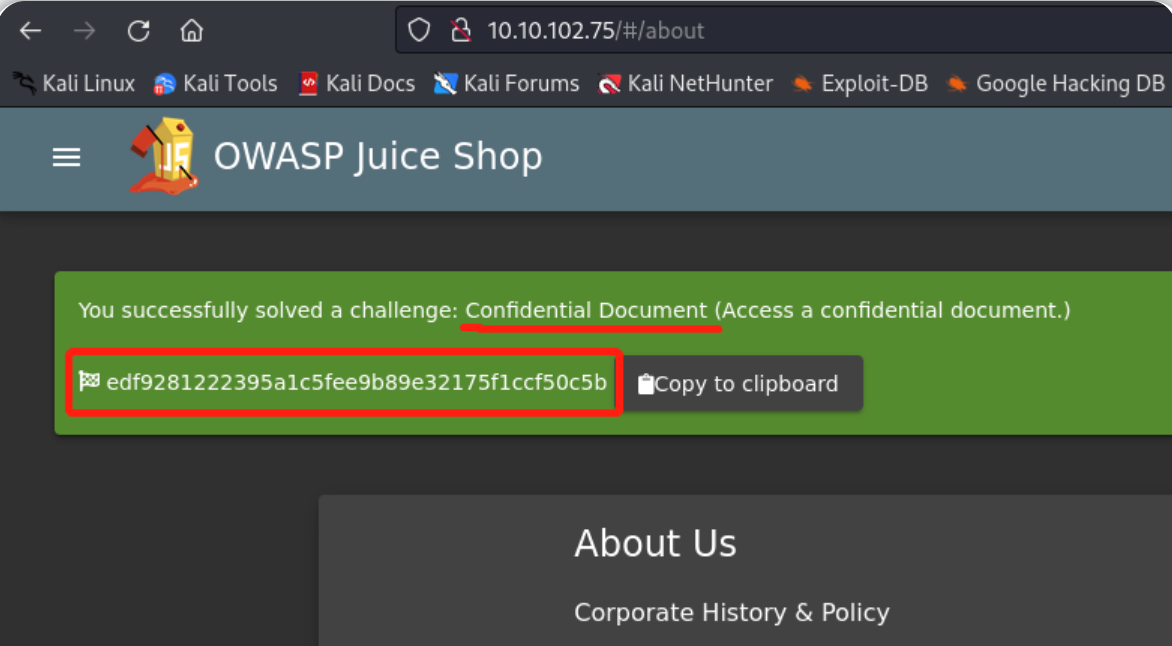 10.10.102.75/#/about
Kali Linux Kali Tools Kali Docs Kali Forums Kali NetHunter Exploit-DB Google Hacking DB
JS OWASP Juice Shop
You successfully solved a challenge: Confidential Document (Access a confidential document.)
edf9281222395a1c5fee9b89e32175f1ccf50c5b Copy to clipboard
About Us
Corporate History & Policy